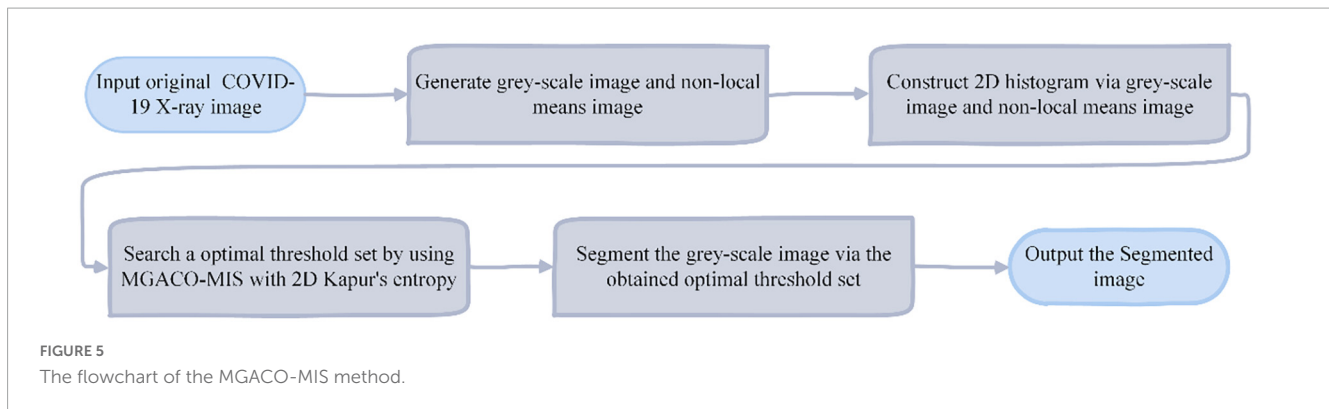 Input original COVID-
19 X-ray image
Generate grey-scale image and non-local
means image
Construct 2D histogram via grey-scale
image and non-local means image
Search a optimal threshold set by using
MGACO-MIS with 2D Kapur's entropy
Segment the grey-scale image via the
obtained optimal threshold set
Output the Segmented
image
FIGURE 5
The flowchart of the MGACO-MIS method.